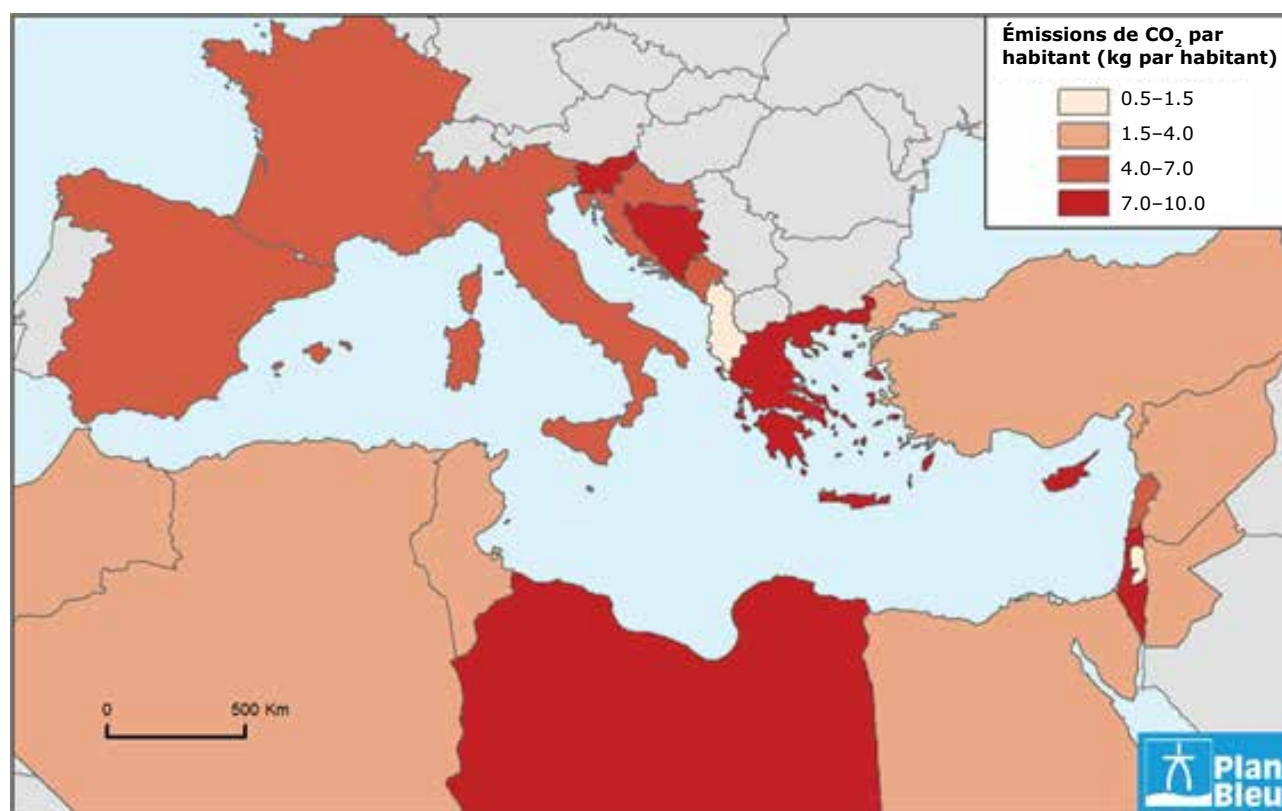 Émissions de CO₂ par
habitant (kg par habitant)
0.5–1.5
1.5–4.0
4.0–7.0
7.0–10.0
0 500 Km
Plan
Bleu